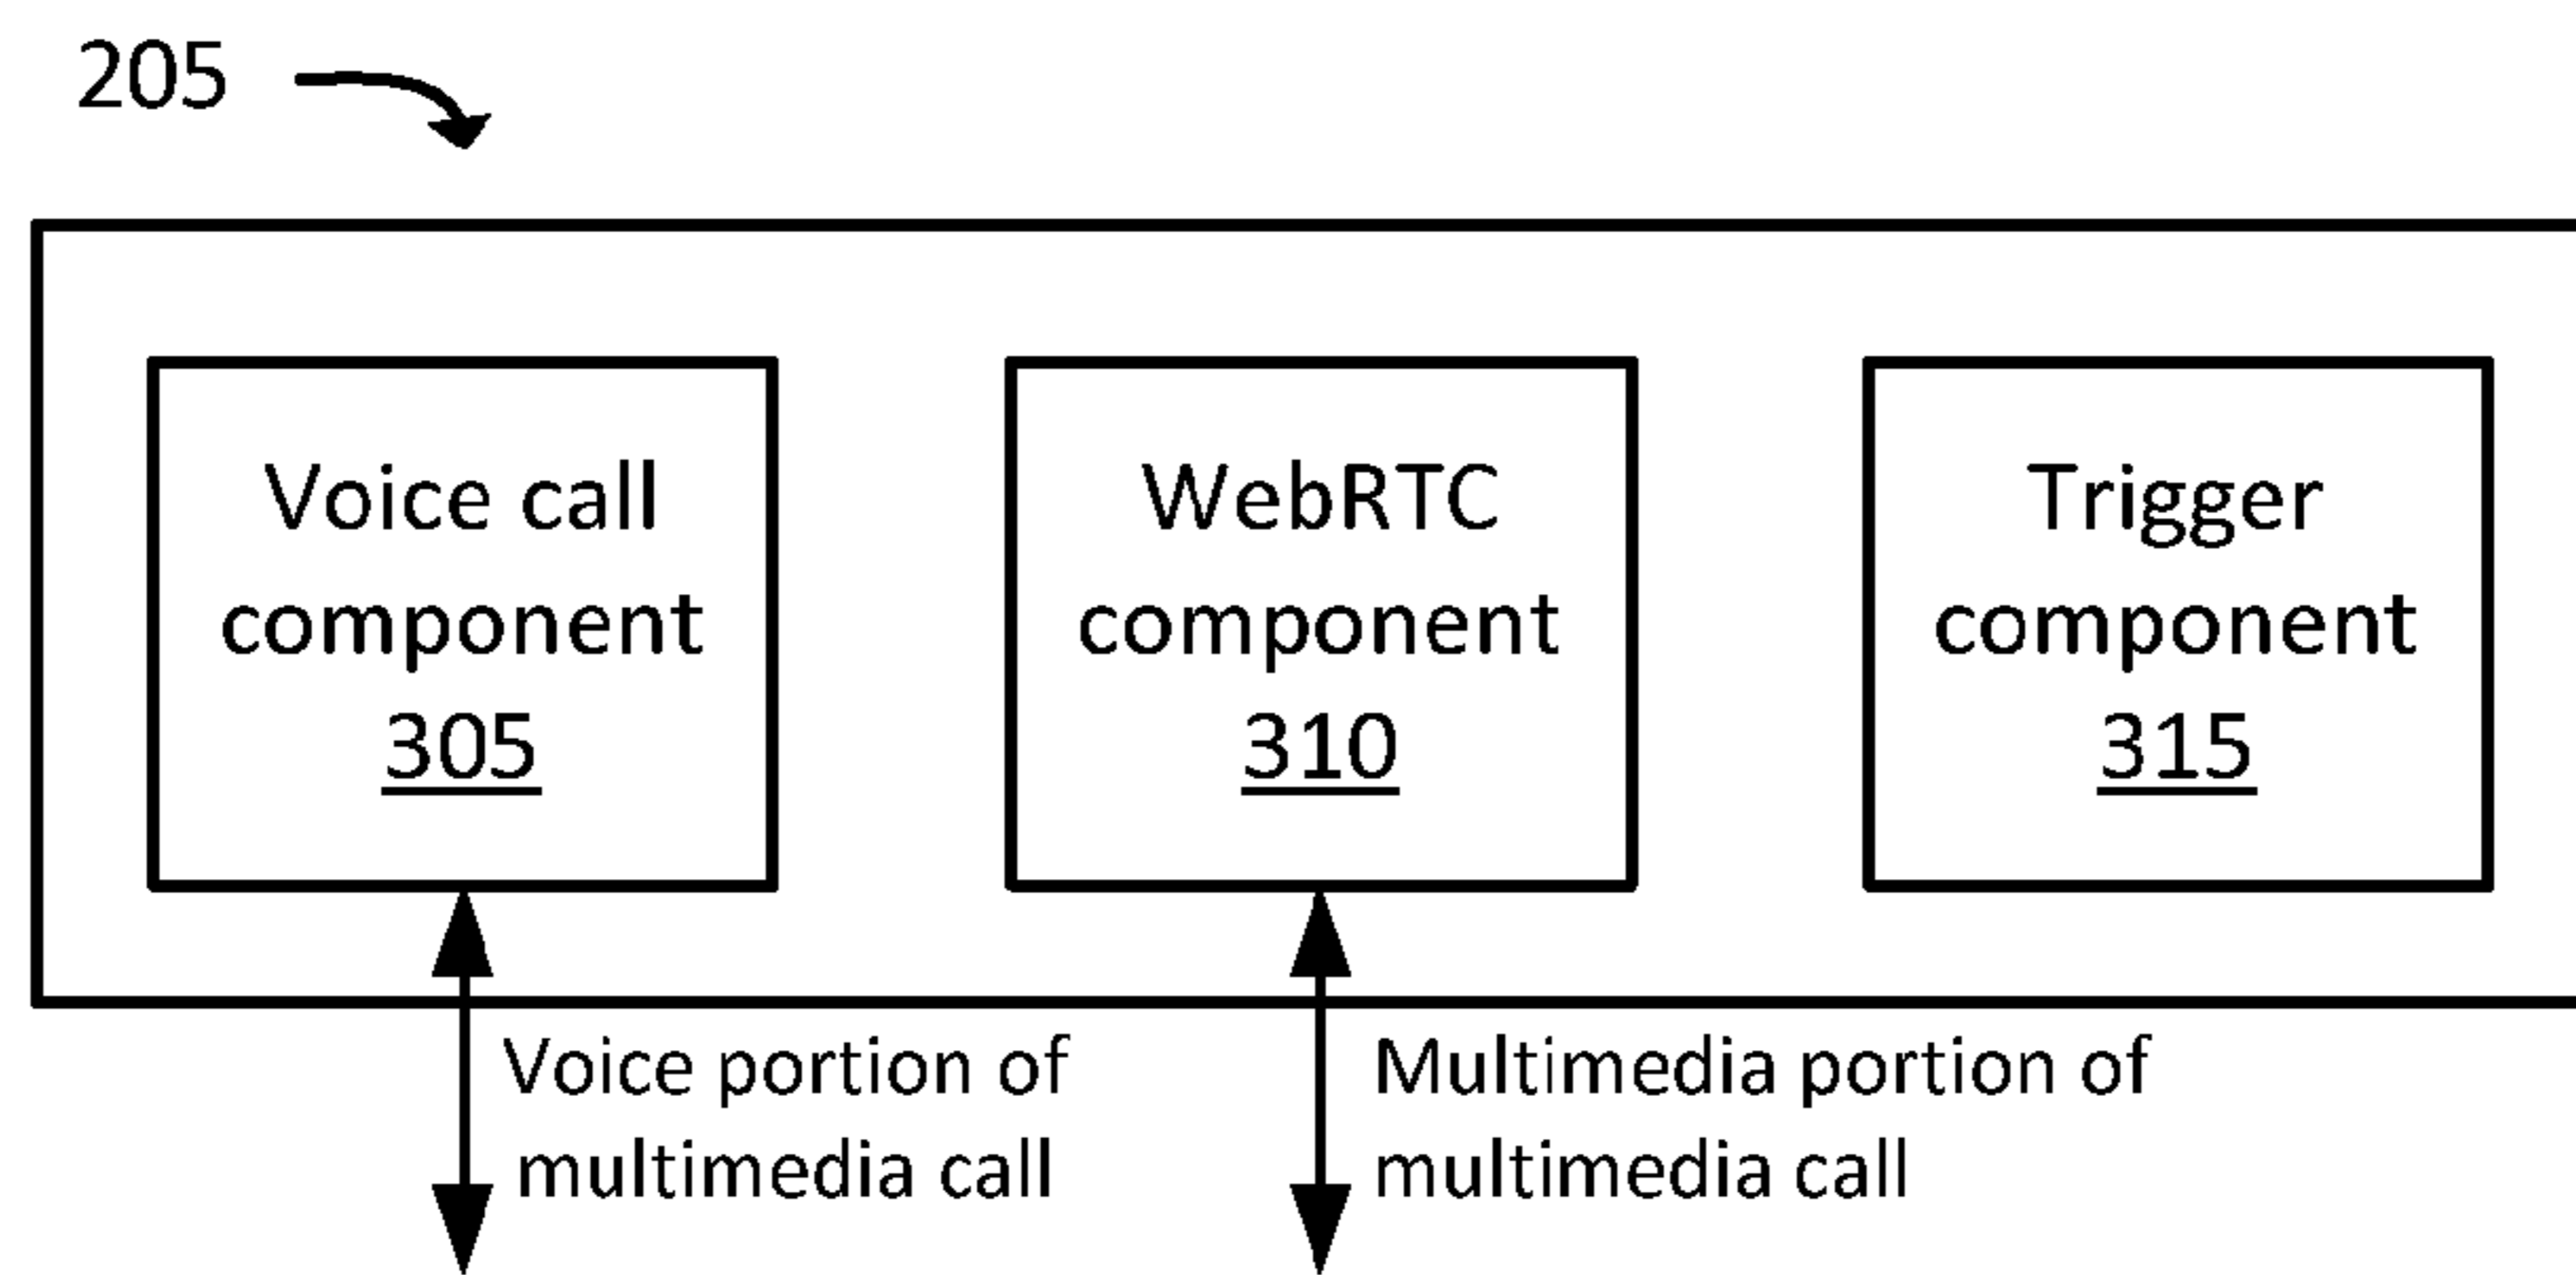 205
Voice call
component
305
WebRTC
component
310
Trigger
component
315
Voice portion of
multimedia call
Multimedia portion of
multimedia call